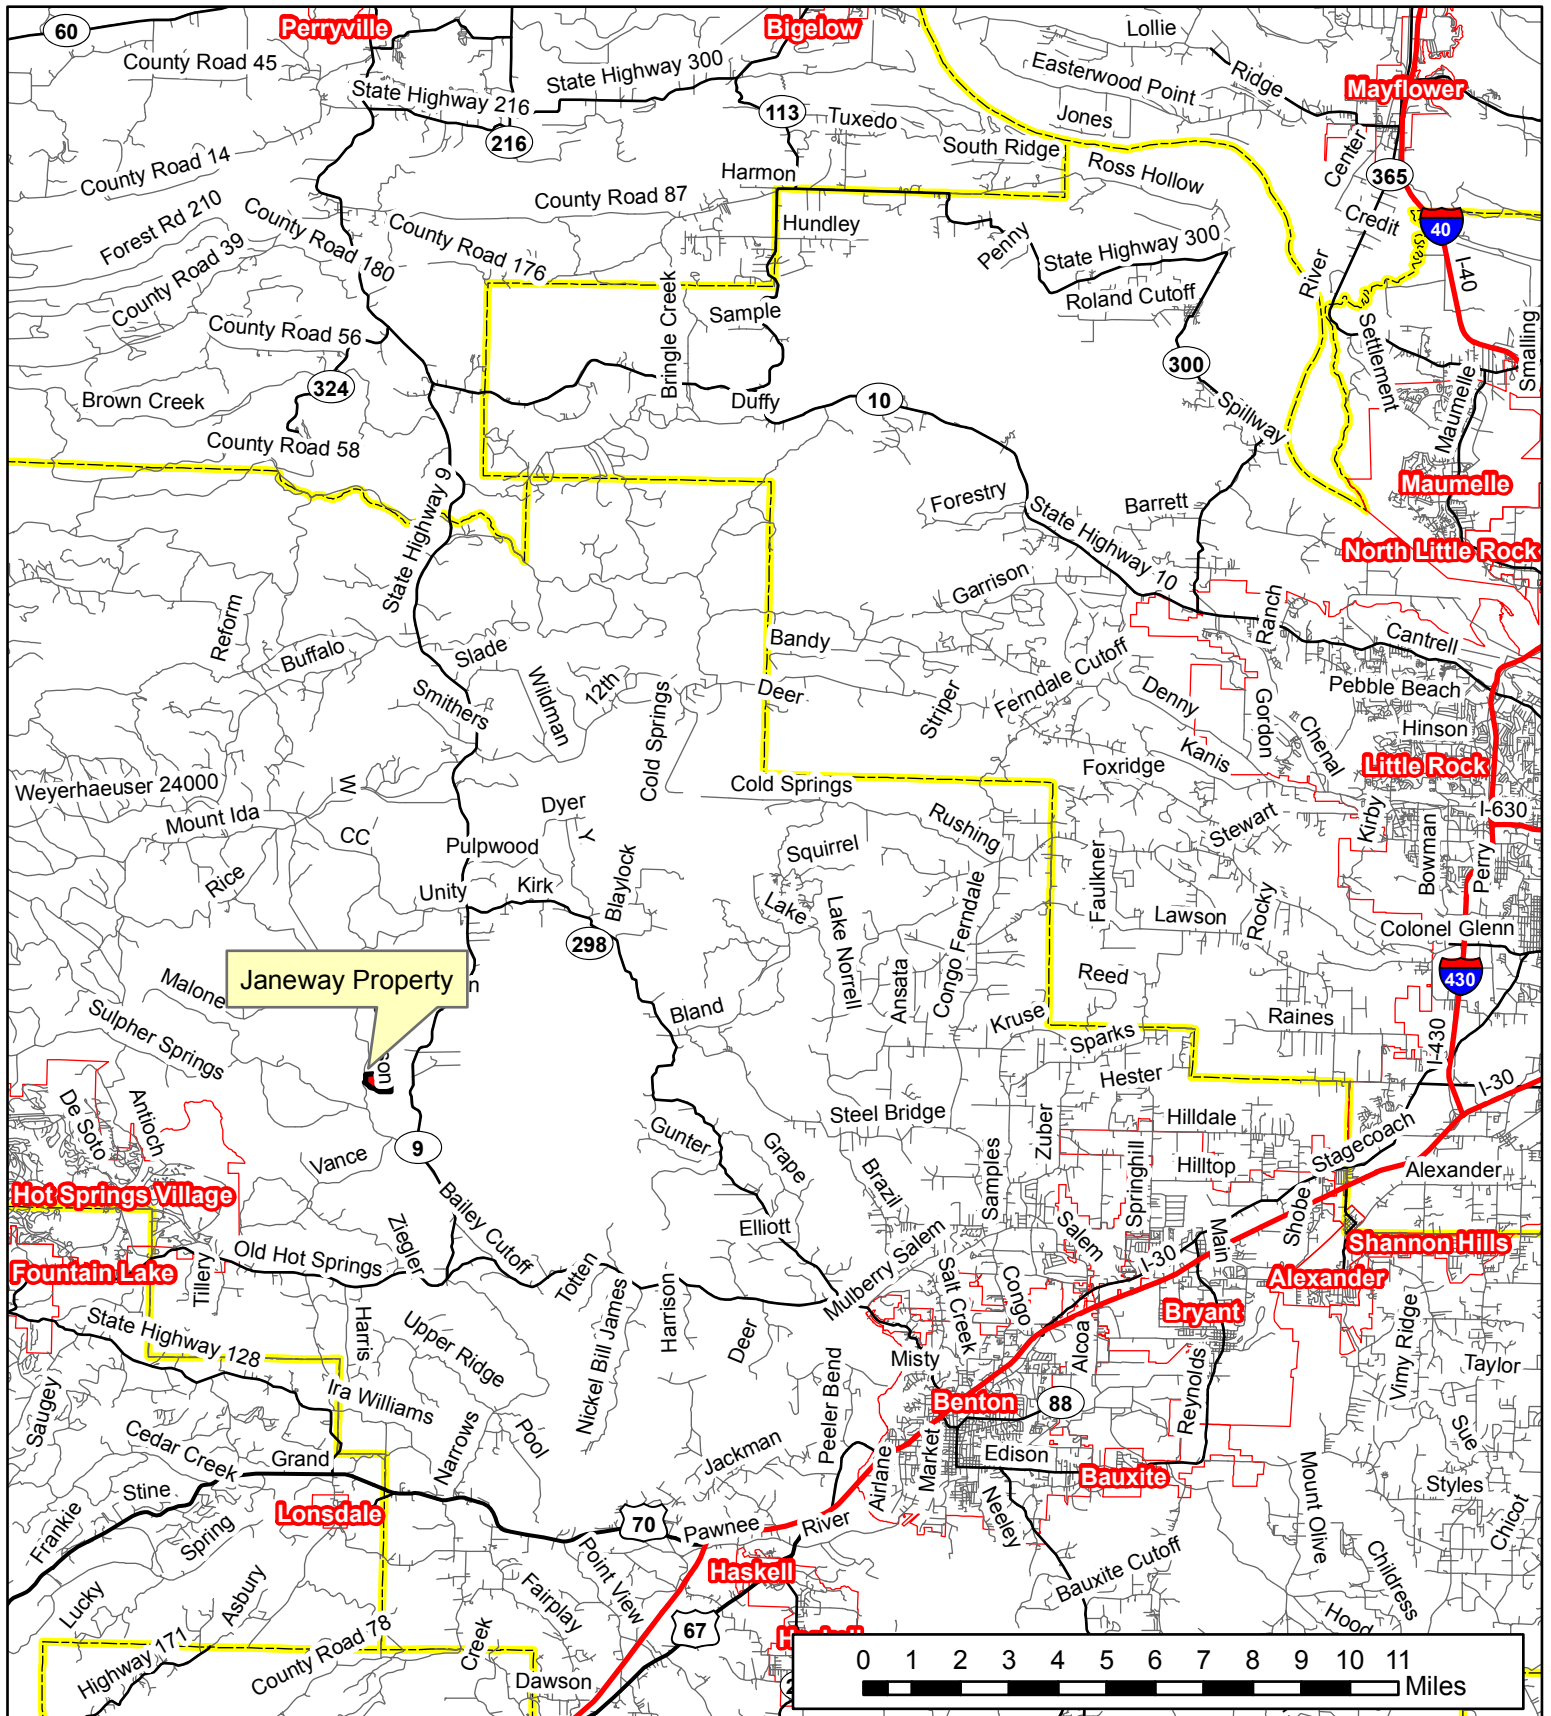 60
Perryville
Bigelow
Lollie
County Road 45
State Highway 300
Easterwood Point
Ridge
Mayflower
State Highway 216
113
Tuxedo
Jones
216
South Ridge
Center
County Road 14
Harmon
Ross Hollow
365
County Road 87
Forest Rd 210
County Road 180
County Road 176
Hundley
Penny
State Highway 300
Credit
40
County Road 39
River
I-40
Bringle Creek
Sample
Roland Cutoff
County Road 56
Settlement
Smalling
324
300
Brown Creek
Duffy
10
Spillway
Maumelle
County Road 58
State Highway 9
Forestry
Barrett
Maumelle
State Highway 10
North Little Rock
Garrison
Reform
Ranch
Buffalo
Slade
Bandy
Ferndale Cutoff
Cantrell
Smithers
Wildman
12th
Deer
Striper
Denny
Pebble Beach
Cold Springs
Gordon
Chenal
Hinson
Kanis
Foxridge
Little Rock
Weyerhaeuser 24000
W
Cold Springs
Mount Ida
Dyer
Y
Rushing
Stewart
Kirby
I-630
CC
Pulpwood
Squirrel
Bowman
Perry
Rice
Unity
Kirk
Blaylock
Faulkner
Lake
Lake Norrell
Congo Ferndale
Lawson
Rocky
298
Colonel Glenn
Janeway Property
n
Malone
Ansata
Reed
430
Sulpher Springs
Bland
Kruse
Raines
Sparks
I-430
son
Hester
I-30
De Soto
Antioch
Steel Bridge
Zuber
Hilldale
Gunter
Stagecoach
9
Vance
Grape
Brazil
Samples
Springhill
Hilltop
Alexander
Hot Springs Village
Bailey Cutoff
Elliott
Shobe
Ziegler
Salem
Main
Shannon Hills
Old Hot Springs
Mulberry Salem
I-30
Fountain Lake
Tillery
Totten
Salt Creek
Congo
Alexander
State Highway 128
Harris
Upper Ridge
Nickel Bill James
Harrison
Deer
Bryant
Vimy Ridge
Misty
Alcoa
Taylor
Saugey
Ira Williams
Peeler Bend
Benton
88
Reynolds
Cedar Creek
Narrows
Pool
Sue
Grand
Jackman
Airlane
Market
Edison
Bauxite
Mount Olive
Stine
Styles
Frankie
Lonsdale
Spring
70
Pawnee
River
Neeley
Chicot
Point View
Haskell
Bauxite Cutoff
Childress
Lucky
Asbury
Fairplay
Hood
67
Highway 171
County Road 78
Creek
Dawson
0 1 2 3 4 5 6 7 8 9 10 11
Miles